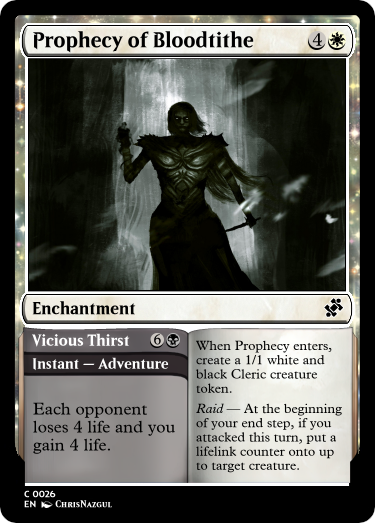 Prophecy of Bloodtithe 4
Enchantment
Vicious Thirst 6
Instant — Adventure
Each opponent
loses 4 life and you
gain 4 life.
When Prophecy enters,
create a 1/1 white and
black Cleric creature
token.
Raid — At the beginning
of your end step, if you
attacked this turn, put a
lifelink counter onto up
to target creature.
C 0026
EN ChrisNazgul